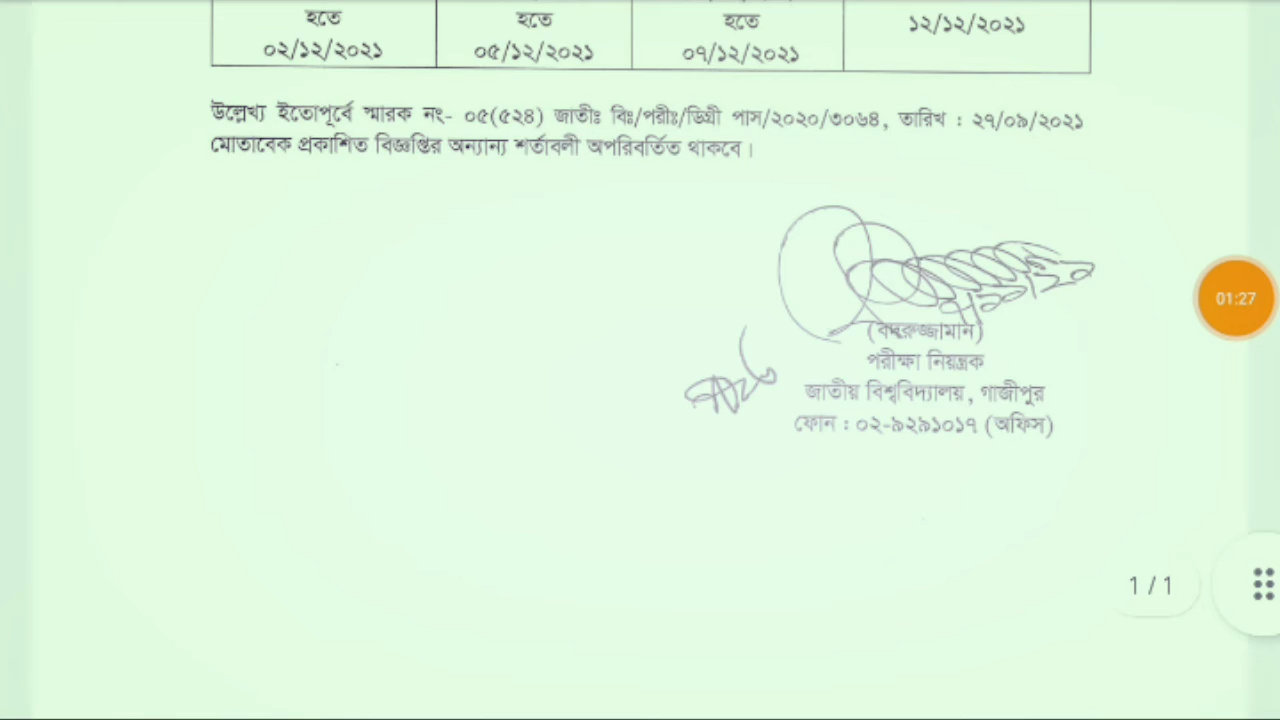 হতে হতে হতে ১২/১২/২০২১
০২/১২/২০২১ ০৫/১২/২০২১ ০৭/১২/২০২১
উল্লেখ্য ইতোপূর্বে স্মারক নং- ০৫(৫২৪) জাতীঃ বিঃ/পরীঃ/ডিগ্রী পাস/২০২০/৩০৬৪, তারিখ : ২৭/০৯/২০২১
মোতাবেক প্রকাশিত বিজ্ঞপ্তির অন্যান্য শর্তাবলী অপরিবর্তিত থাকবে।
(বদরুজ্জামান)
পরীক্ষা নিয়ন্ত্রক
জাতীয় বিশ্ববিদ্যালয়, গাজীপুর
ফোন : ০২-৯২৯১০১৭ (অফিস)
01:27
1 / 1